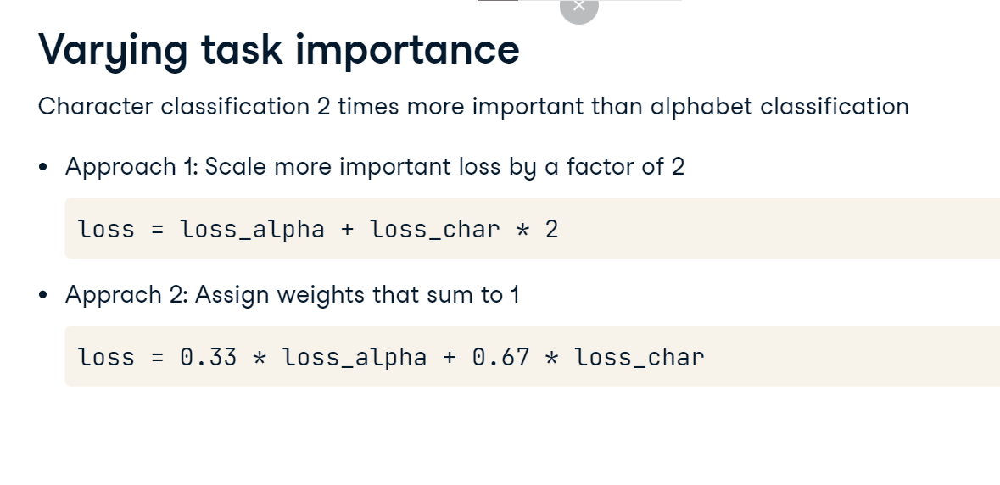 Varying task importance
Character classification 2 times more important than alphabet classification
• Approach 1: Scale more important loss by a factor of 2
loss = loss_alpha + loss_char * 2
• Apprach 2: Assign weights that sum to 1
loss = 0.33 * loss_alpha + 0.67 * loss_char